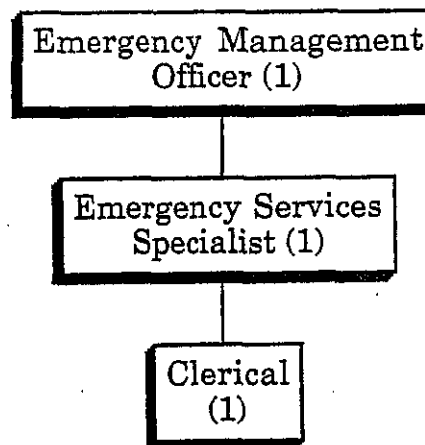 Emergency Management
Officer (1)
Emergency Services
Specialist (1)
Clerical
(1)